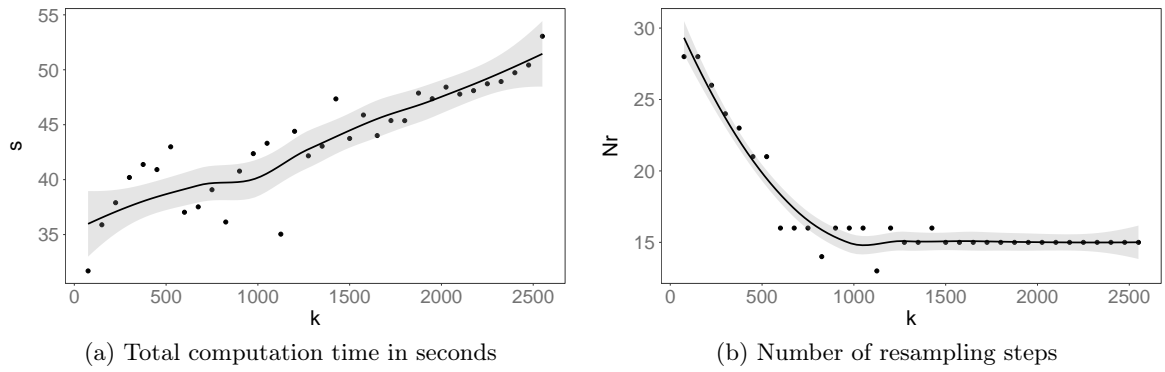 55
50
45
40
35
s
0 500 1000 1500 2000 2500
k
(a) Total computation time in seconds
30
25
20
15
Nr
0 500 1000 1500 2000 2500
k
(b) Number of resampling steps